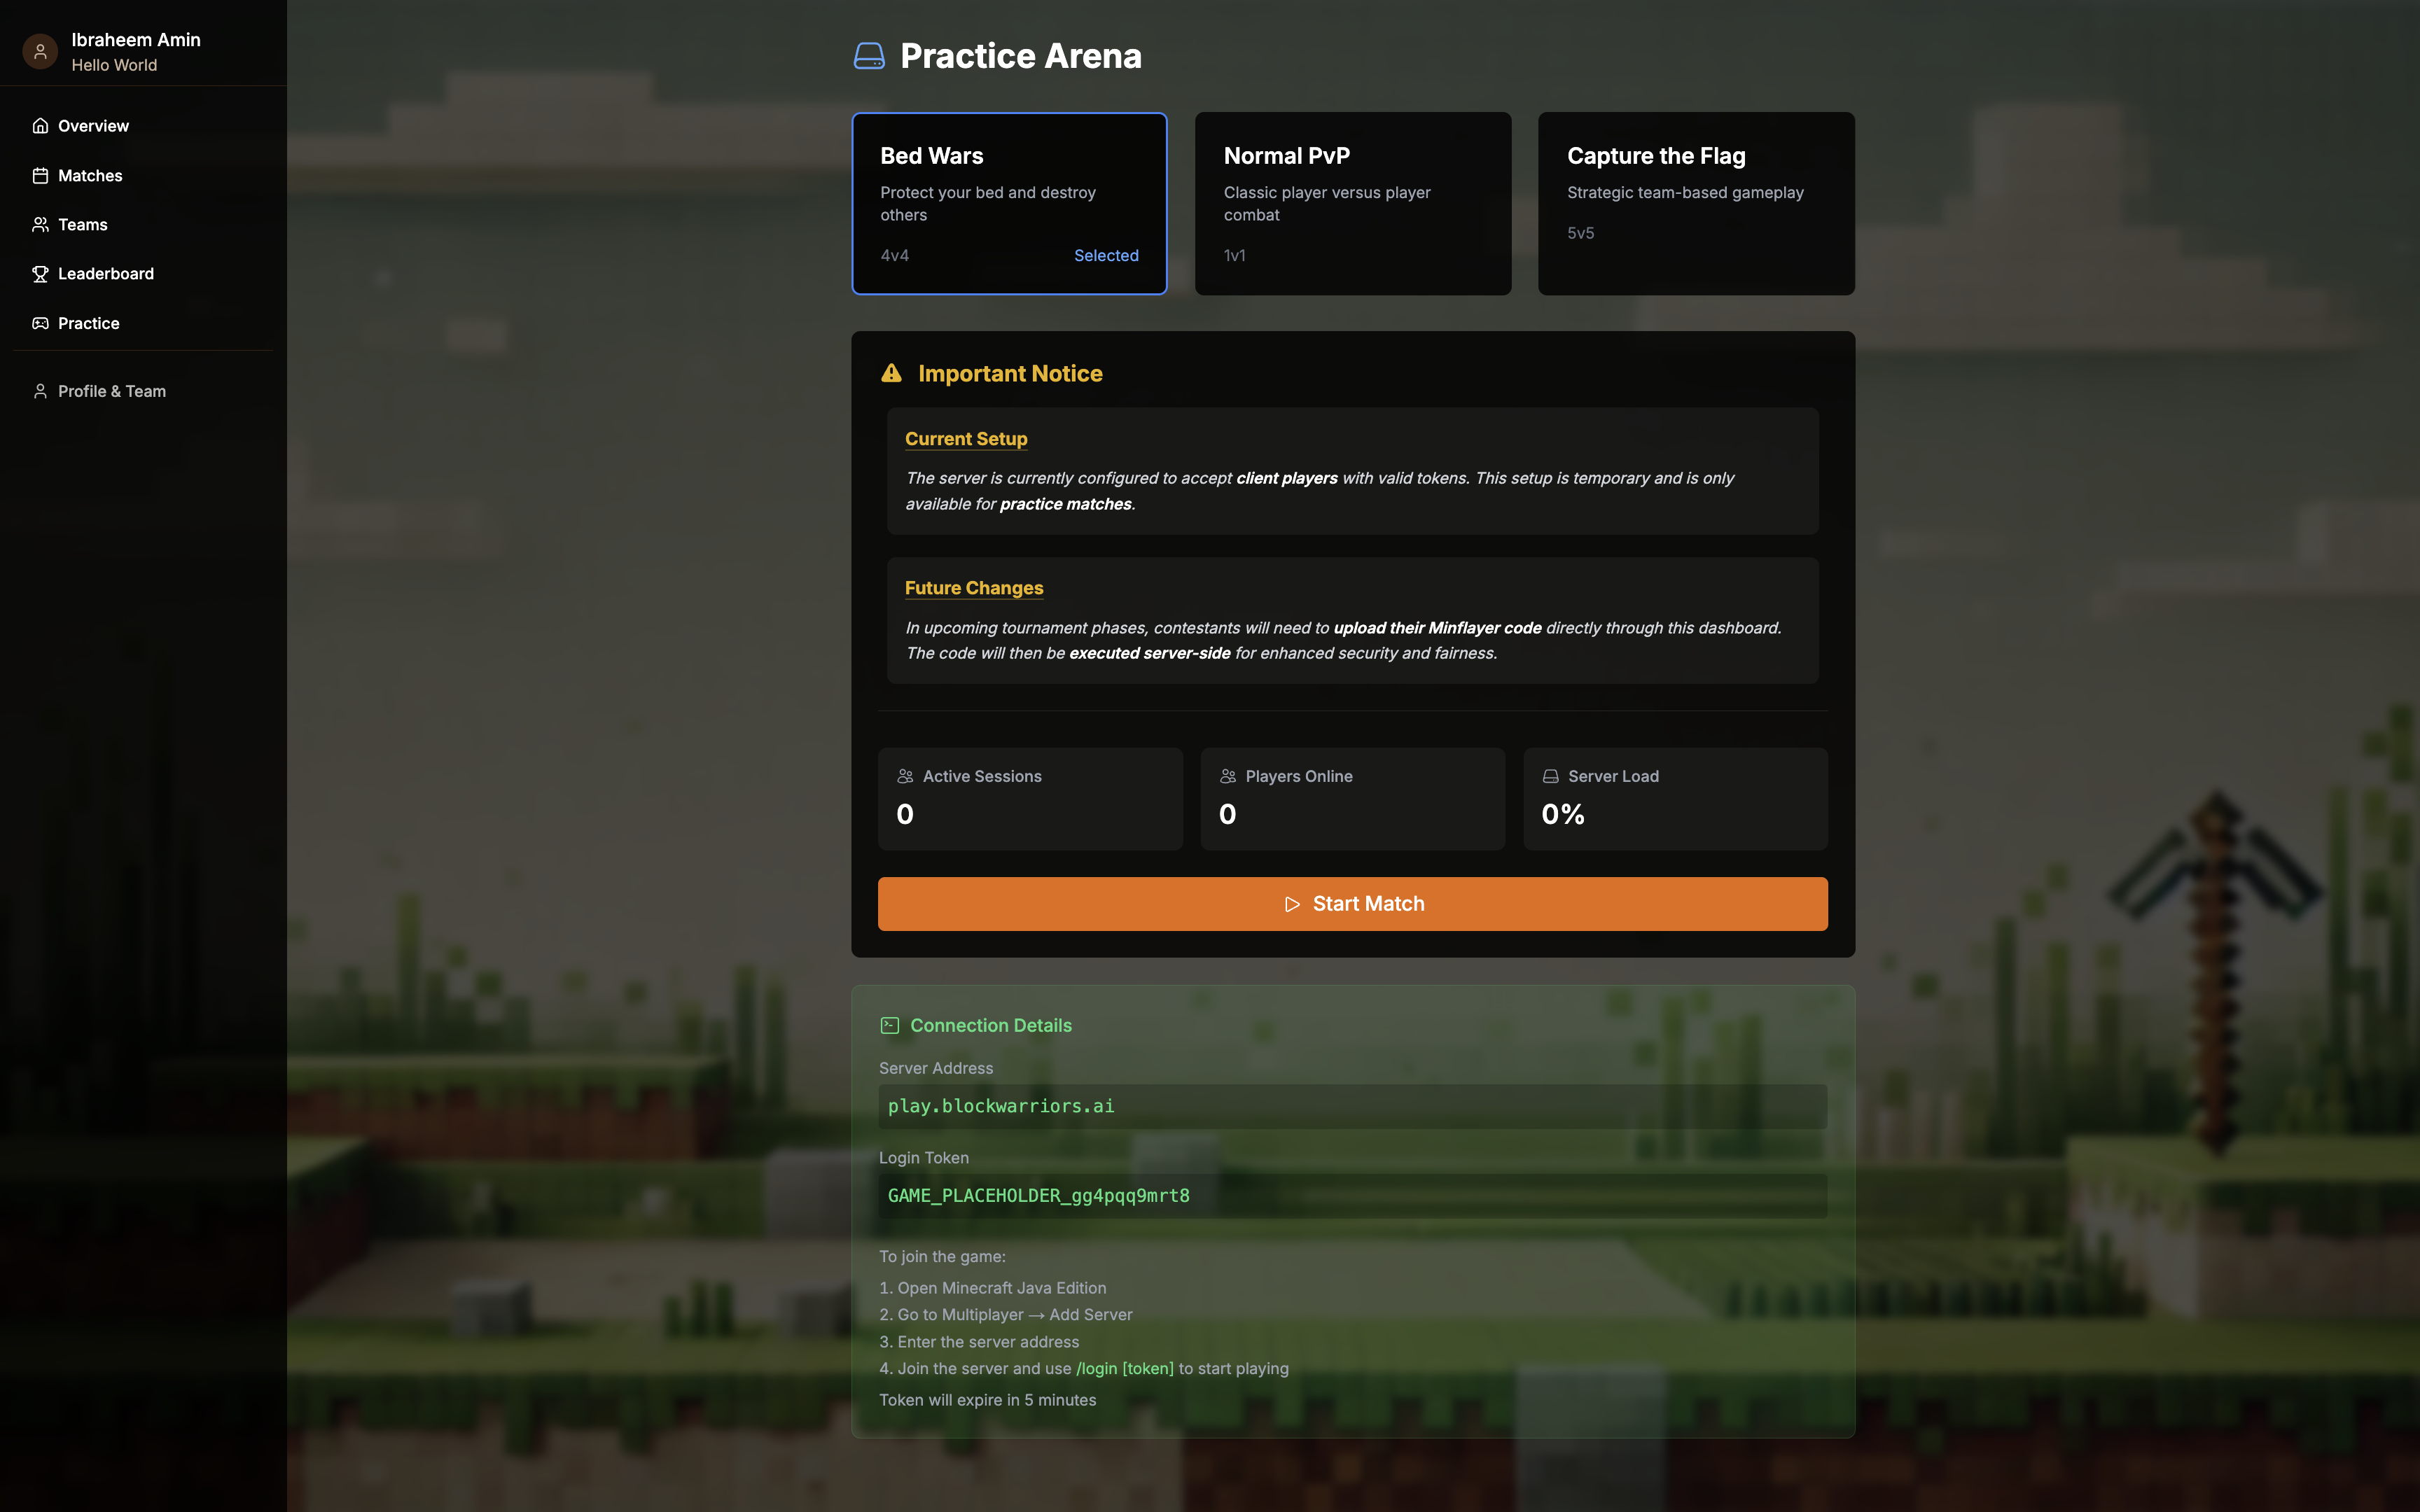 Ibraheem Amin
Hello World
Overview
Matches
Teams
Leaderboard
Practice
Profile & Team
Practice Arena
Bed Wars
Protect your bed and destroy
others
4v4
Selected
Normal PvP
Classic player versus player
combat
1v1
Capture the Flag
Strategic team-based gameplay
5v5
Important Notice
Current Setup
The server is currently configured to accept client players with valid tokens. This setup is temporary and is only
available for practice matches.
Future Changes
In upcoming tournament phases, contestants will need to upload their Minflayer code directly through this dashboard.
The code will then be executed server-side for enhanced security and fairness.
Active Sessions
0
Players Online
0
Server Load
0%
Start Match
Connection Details
Server Address
play.blockwarriors.ai
Login Token
GAME_PLACEHOLDER_gg4pqq9mrt8
To join the game:
1. Open Minecraft Java Edition
2. Go to Multiplayer → Add Server
3. Enter the server address
4. Join the server and use /login [token] to start playing
Token will expire in 5 minutes